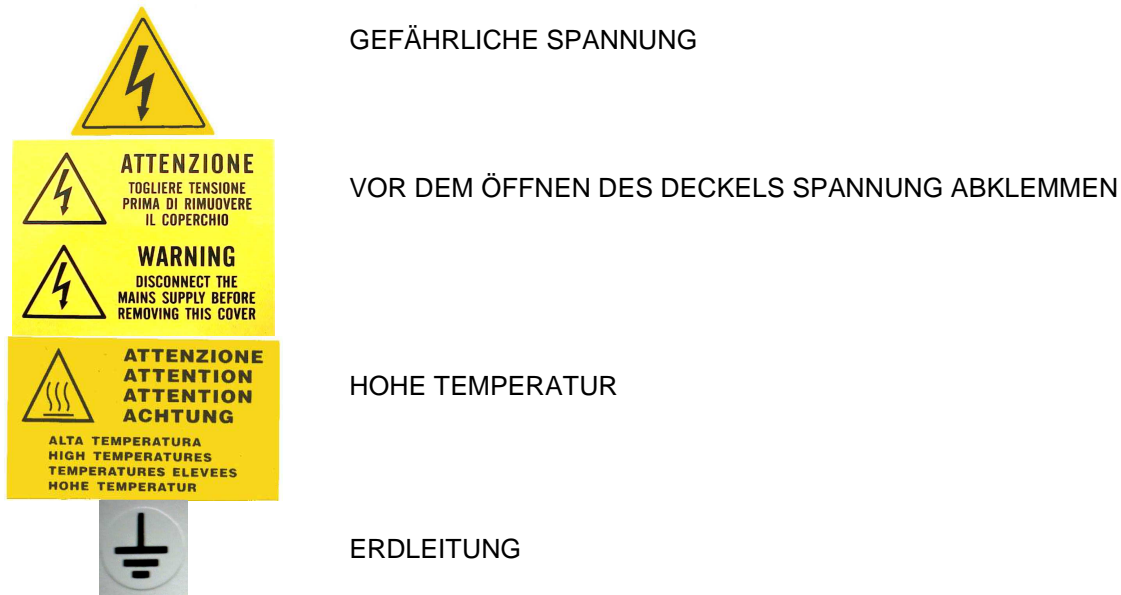 GEFÄHRLICHE SPANNUNG
ATTENZIONE
TOGLIERE TENSIONE
PRIMA DI RIMUOVERE
IL COPERCHIO
WARNING
DISCONNECT THE
MAINS SUPPLY BEFORE
REMOVING THIS COVER
VOR DEM ÖFFNEN DES DECKELS SPANNUNG ABKLEMMEN
ATTENZIONE
ATTENTION
ATTENTION
ACHTUNG
ALTA TEMPERATURA
HIGH TEMPERATURES
TEMPERATURES ELEVEES
HOHE TEMPERATUR
HOHE TEMPERATUR
ERDLEITUNG